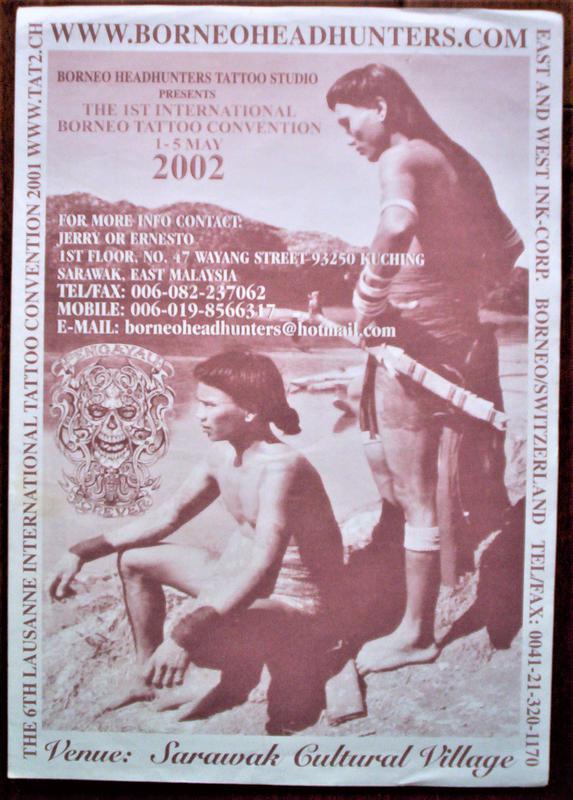 WWW.BORNEOHEADHUNTERS.COM
BORNEO HEADHUNTERS TATTOO STUDIO
PRESENTS
THE 1ST INTERNATIONAL
BORNEO TATTOO CONVENTION
1-5 MAY
2002
FOR MORE INFO CONTACT:
JERRY OR ERNESTO
1ST FLOOR, NO. 47 WAYANG STREET 93250 KUCHING
SARAWAK, EAST MALAYSIA
TEL/FAX: 006-082-237062
MOBILE: 006-019-8566317
E-MAIL: borneoheadhunters@hotmail.com
PENGAYAU
4 EVER
THE 6TH LAUSANNE INTERNATIONAL TATTOO CONVENTION 2001 WWW.TAT2.CH
EAST AND WEST INK-CORP. BORNEO/SWITZERLAND TEL/FAX: 0041-21-320-1170
Venue: Sarawak Cultural Village